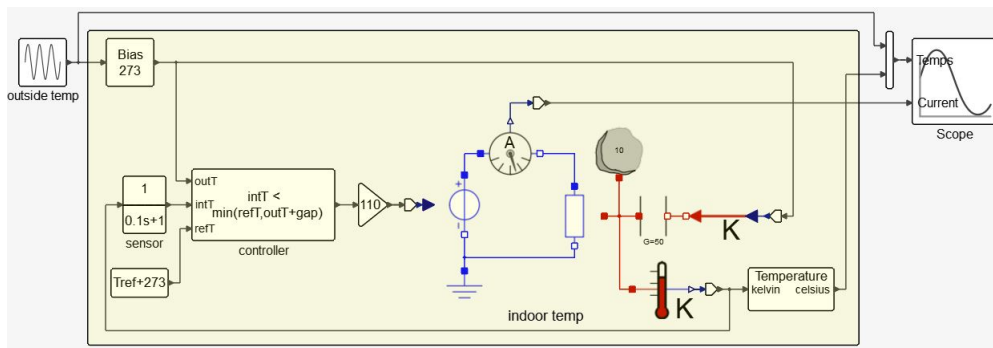 outside temp
Bias
273
Temps
Current
Scope
A
10
outT
intT
refT
intT <
min(refT,outT+gap)
controller
110
+
-
1
0.1s+1
sensor
Tref+273
G=50
K
K
Temperature
kelvin celsius
indoor temp